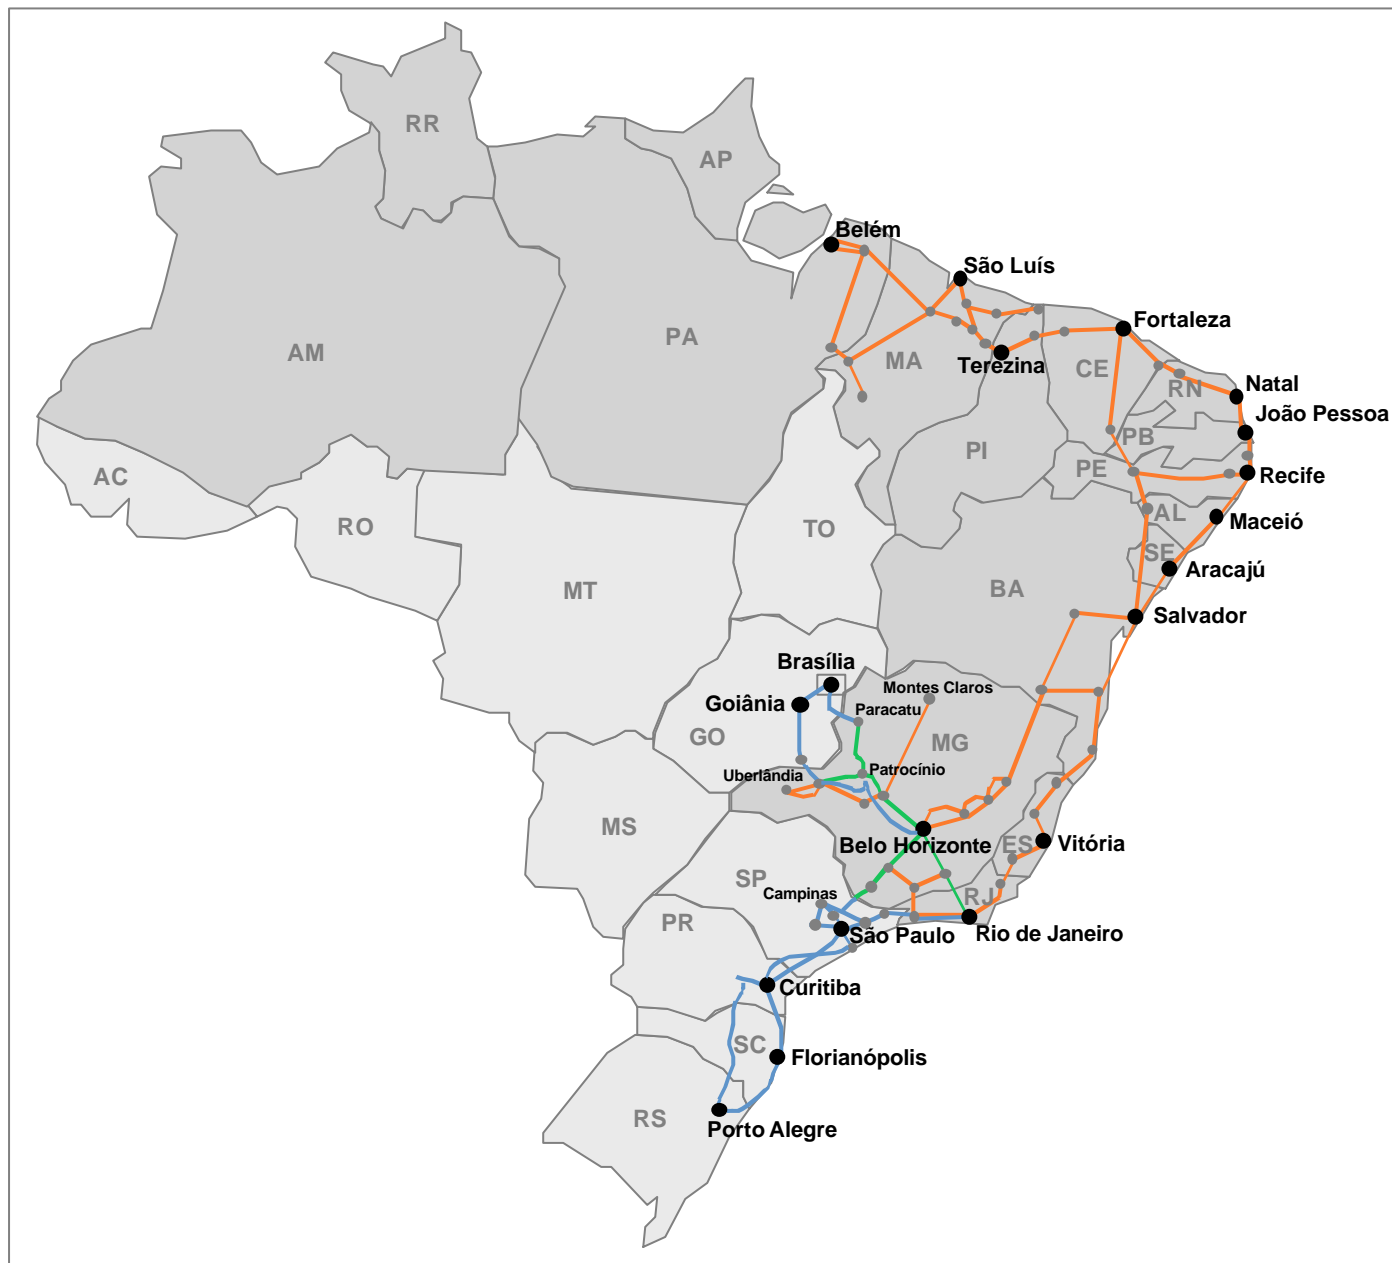 RR
AP
Belém
São Luís
Fortaleza
PA
AM
MA
Terezina
CE
RN
Natal
João Pessoa
PB
PI
PE
AC
Recife
AL
Maceió
RO
TO
SE
Aracajú
MT
BA
Salvador
Brasília
Montes Claros
Goiânia
Paracatu
GO
MG
Uberlândia
Patrocínio
MS
Belo Horizonte
ES
Vitória
SP
Campinas
RJ
PR
São Paulo
Rio de Janeiro
Curitiba
SC
Florianópolis
RS
Porto Alegre